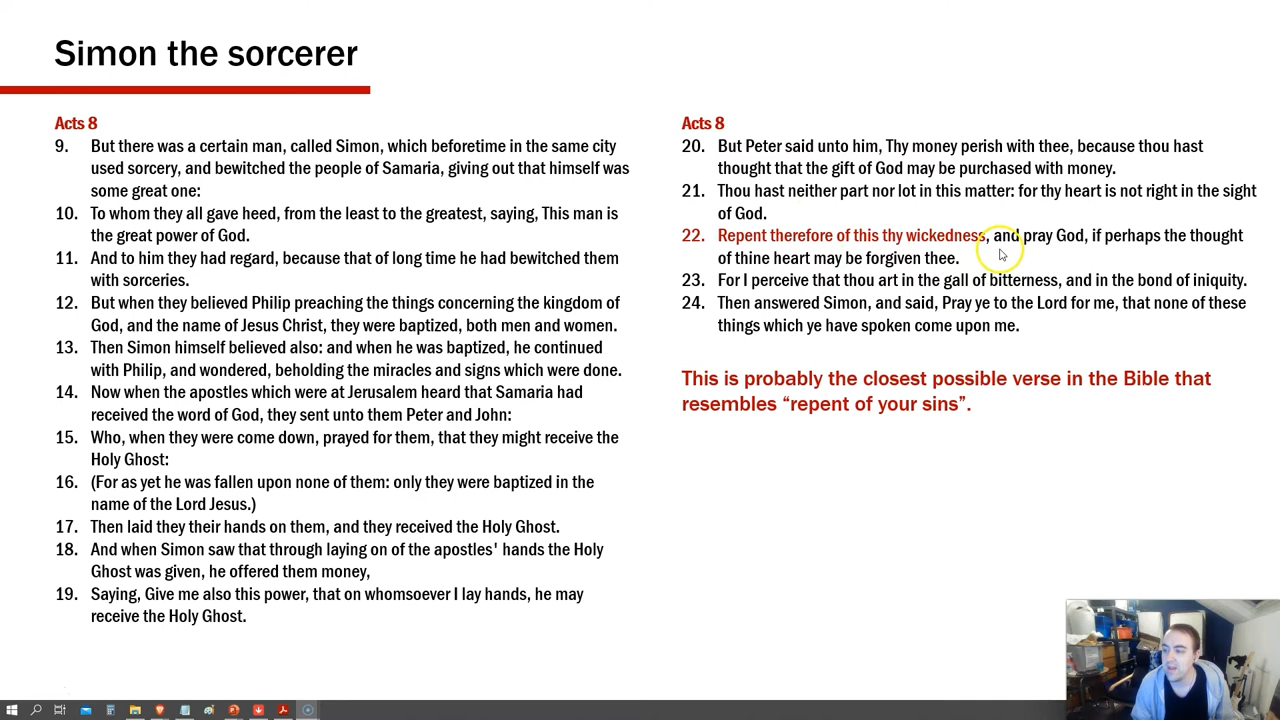 Simon the sorcerer
Acts 8
9. But there was a certain man, called Simon, which beforetime in the same city
used sorcery, and bewitched the people of Samaria, giving out that himself was
some great one:
10. To whom they all gave heed, from the least to the greatest, saying, This man is
the great power of God.
11. And to him they had regard, because that of long time he had bewitched them
with sorceries.
12. But when they believed Philip preaching the things concerning the kingdom of
God, and the name of Jesus Christ, they were baptized, both men and women.
13. Then Simon himself believed also: and when he was baptized, he continued
with Philip, and wondered, beholding the miracles and signs which were done.
14. Now when the apostles which were at Jerusalem heard that Samaria had
received the word of God, they sent unto them Peter and John:
15. Who, when they were come down, prayed for them, that they might receive the
Holy Ghost:
16. (For as yet he was fallen upon none of them: only they were baptized in the
name of the Lord Jesus.)
17. Then laid they their hands on them, and they received the Holy Ghost.
18. And when Simon saw that through laying on of the apostles' hands the Holy
Ghost was given, he offered them money,
19. Saying, Give me also this power, that on whomsoever I lay hands, he may
receive the Holy Ghost.
Acts 8
20. But Peter said unto him, Thy money perish with thee, because thou hast
thought that the gift of God may be purchased with money.
21. Thou hast neither part nor lot in this matter: for thy heart is not right in the sight
of God.
22. Repent therefore of this thy wickedness, and pray God, if perhaps the thought
of thine heart may be forgiven thee.
23. For I perceive that thou art in the gall of bitterness, and in the bond of iniquity.
24. Then answered Simon, and said, Pray ye to the Lord for me, that none of these
things which ye have spoken come upon me.
This is probably the closest possible verse in the Bible that
resembles “repent of your sins”.